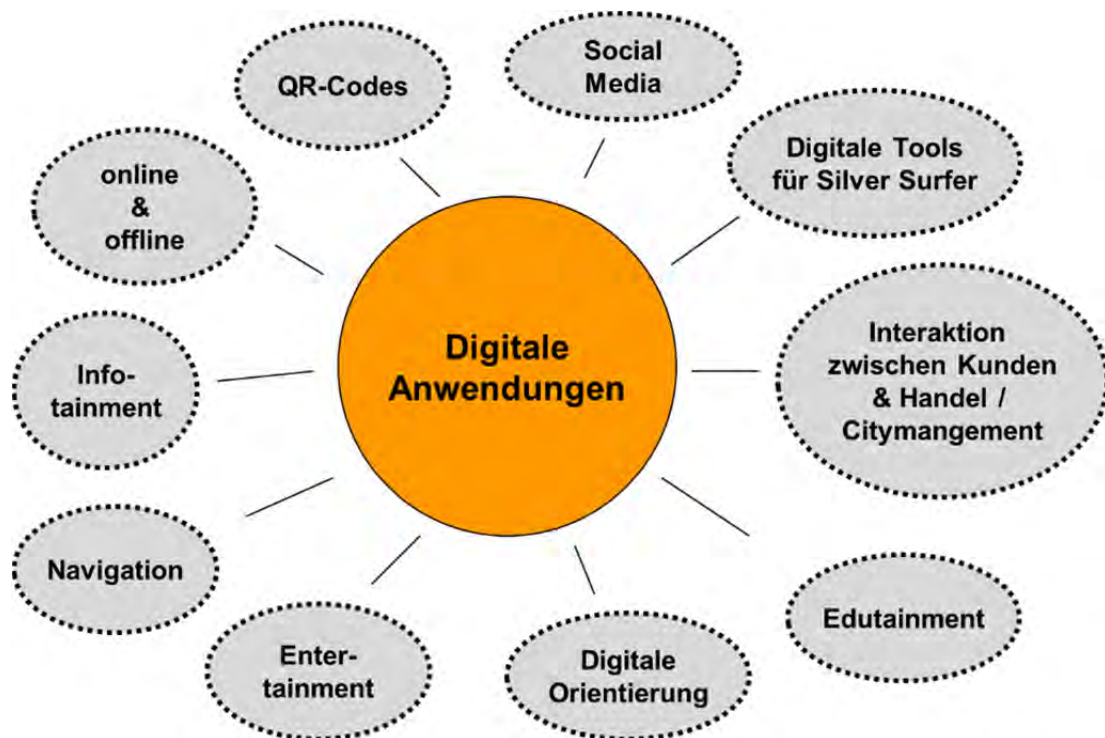 QR-Codes
Social
Media
Digitale Tools
für Silver Surfer
online
&
offline
Interaktion
zwischen Kunden
& Handel /
Citymangement
Digitale
Anwendungen
Info-
tainment
Navigation
Edutainment
Enter-
tainment
Digitale
Orientierung